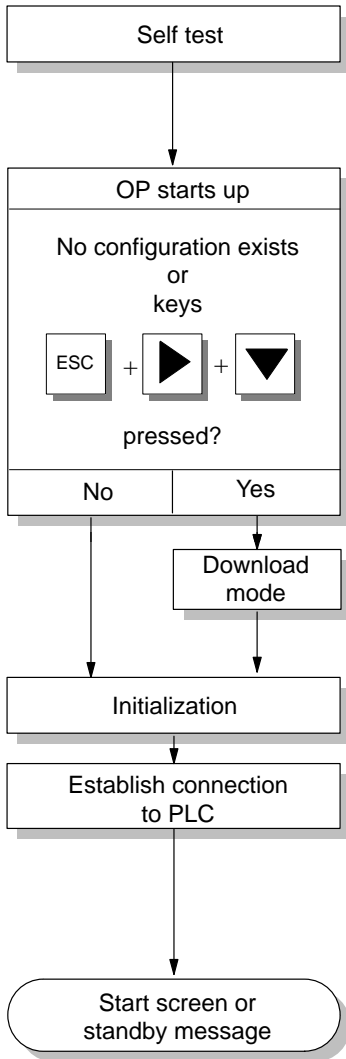 Self test
OP starts up
No configuration exists
or
keys
ESC + +
pressed?
No Yes
Download
mode
Initialization
Establish connection
to PLC
Start screen or
standby message